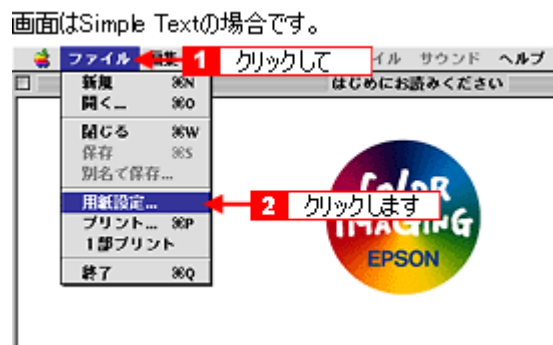 画面はSimple Textの場合です。
ファイル 編集 1 クリックして イル サウンド ヘルプ
はじめにお読みください
新規 ⌘N
開く... ⌘O
閉じる ⌘W
保存 ⌘S
別名で保存...
用紙設定... 2 クリックします
プリント... ⌘P
1部プリント
終了 ⌘Q
COLOR
IMAGING
EPSON